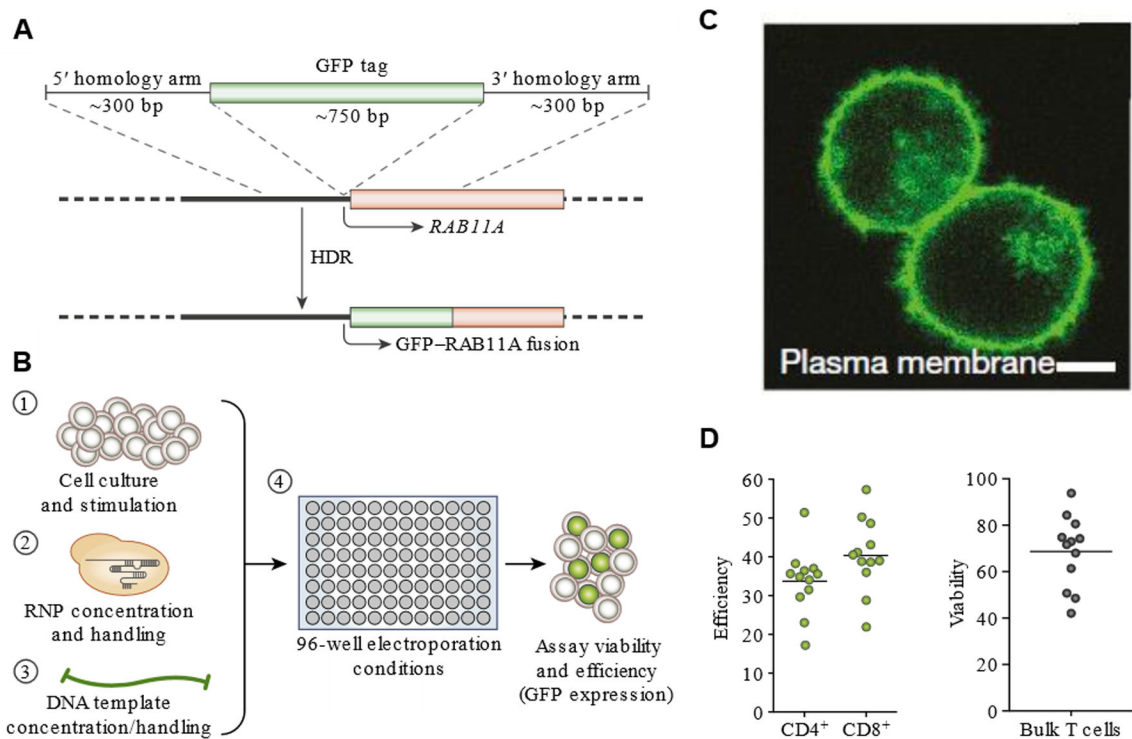 A
5′ homology arm
GFP tag
3′ homology arm
~300 bp
~750 bp
~300 bp
RAB11A
HDR
GFP–RAB11A fusion
B
1
Cell culture
and stimulation
2
RNP concentration
and handling
3
DNA template
concentration/handling
4
96-well electroporation
conditions
Assay viability
and efficiency
(GFP expression)
C
Plasma membrane
D
Efficiency
60
50
40
30
20
10
0
CD4⁺ CD8⁺
Viability
100
80
60
40
20
0
Bulk T cells